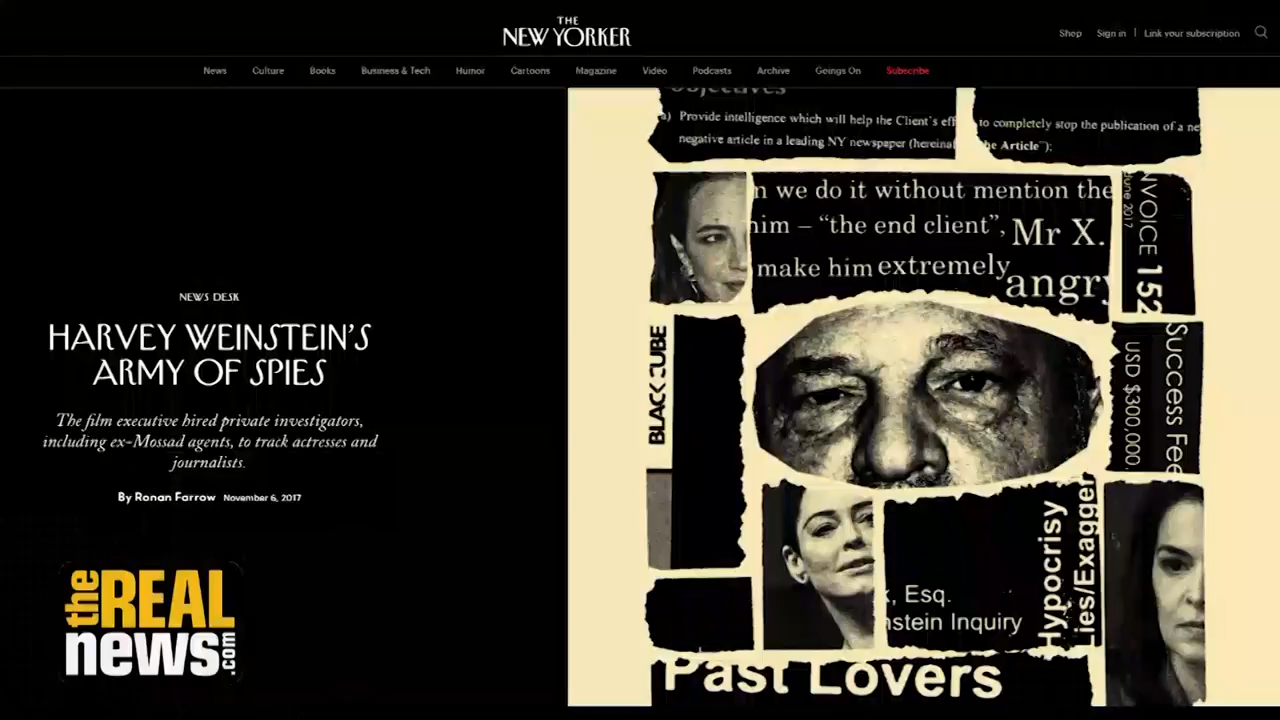 THE
NEW YORKER
Shop Sign in | Link your subscription
News Culture Books Business & Tech Humor Cartoons Magazine Video Podcasts Archive Goings On Subscribe
NEWS DESK
HARVEY WEINSTEIN'S
ARMY OF SPIES
The film executive hired private investigators,
including ex-Mossad agents, to track actresses and
journalists.
By Ronan Farrow November 6, 2017
the
REAL
news.com
Objectives
a) Provide intelligence which will help the Client's eff to completely stop the publication of a ne
negative article in a leading NY newspaper (hereinaf he Article");
n we do it without mention the
him – "the end client", Mr X.
make him extremely angry
NVOICE 152
June 2017
BLACK CUBE
Success Fee
USD $300,000.
Hypocrisy
Lies/Exagger
, Esq.
nstein Inquiry
Past Lovers